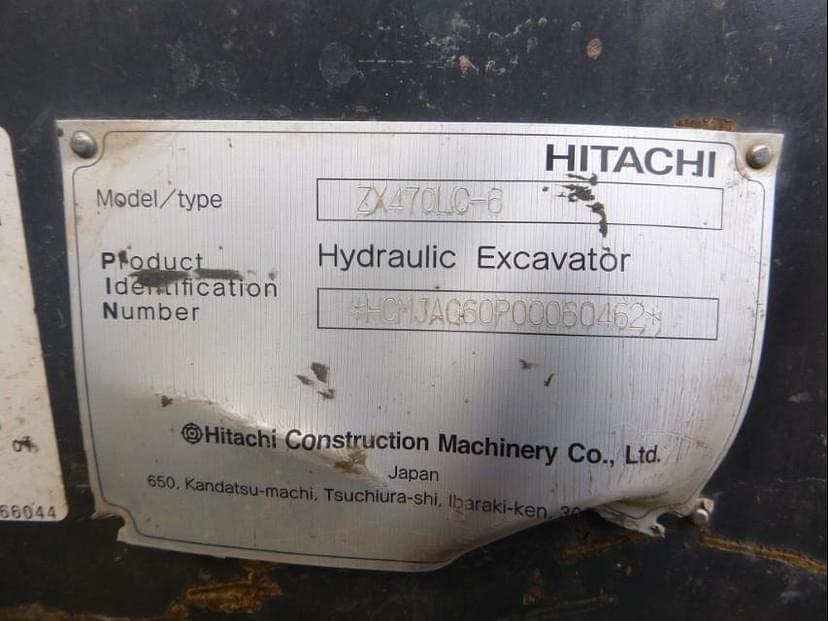 HITACHI
Model/type ZX470LC-6
Product Identification Number
Hydraulic Excavator
*HCMJAC60P00060462*
Hitachi Construction Machinery Co., Ltd.
Japan
650, Kandatsu-machi, Tsuchiura-shi, Ibaraki-ken,
66044